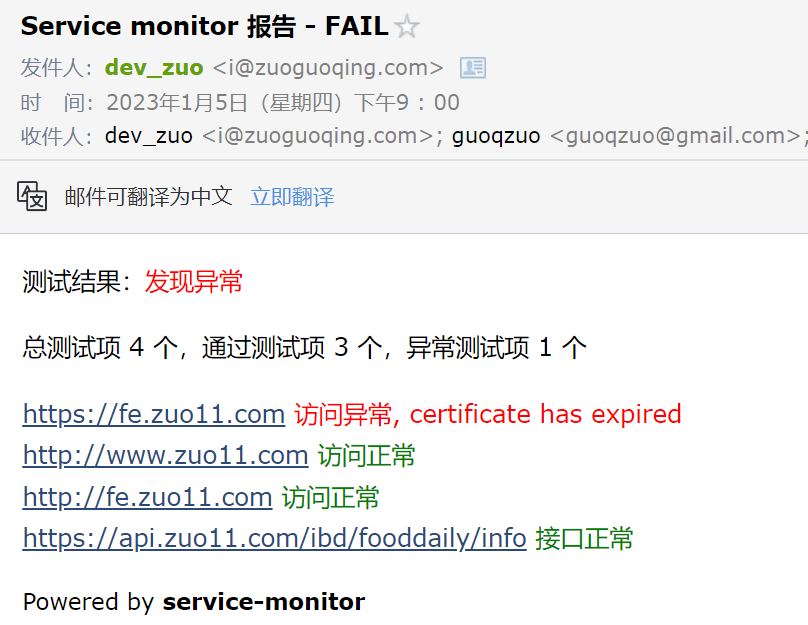 Service monitor 报告 - FAIL
发件人：dev_zuo <i@zuoguoqing.com>
时 间：2023年1月5日（星期四）下午9：00
收件人：dev_zuo <i@zuoguoqing.com>; guoqzuo <guoqzuo@gmail.com>;
邮件可翻译为中文 立即翻译
测试结果：发现异常
总测试项 4 个，通过测试项 3 个，异常测试项 1 个
https://fe.zuo11.com 访问异常, certificate has expired
http://www.zuo11.com 访问正常
http://fe.zuo11.com 访问正常
https://api.zuo11.com/ibd/fooddaily/info 接口正常
Powered by service-monitor